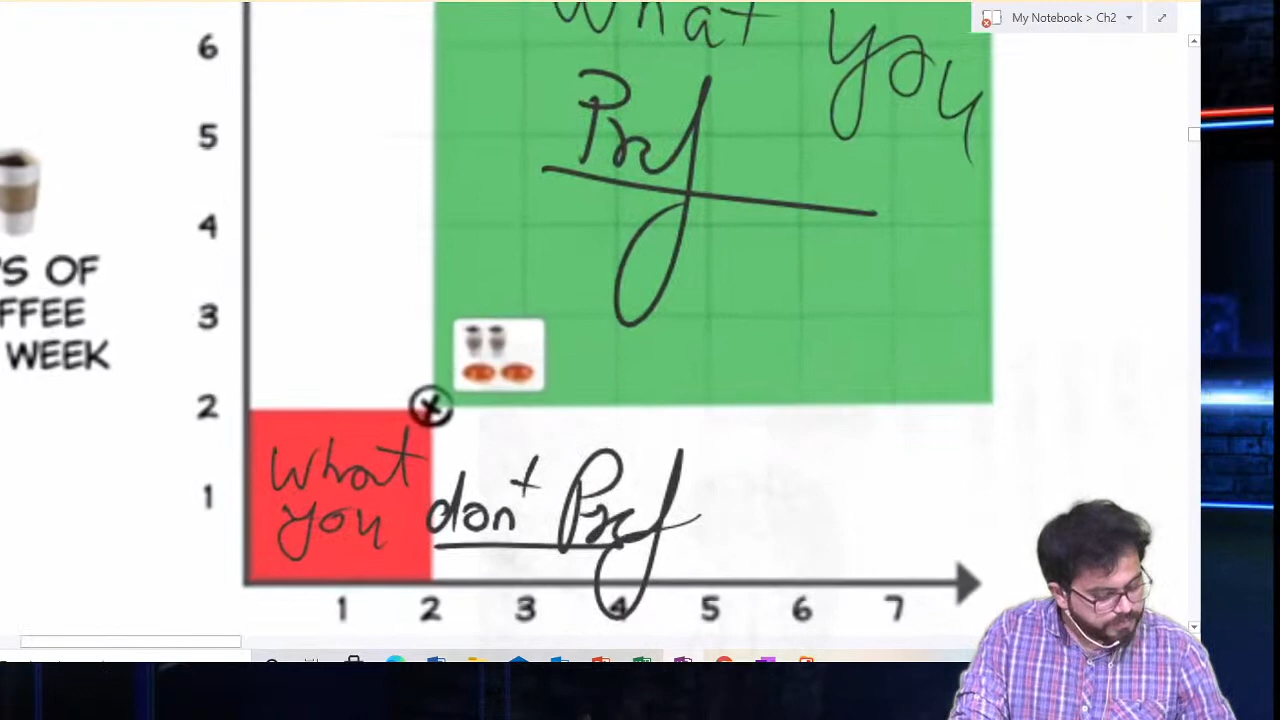 My Notebook > Ch2
What you
Pref
6
5
4
3
2
1
'S OF
FFEE
WEEK
What
you don't Pref
1 2 3 4 5 6 7